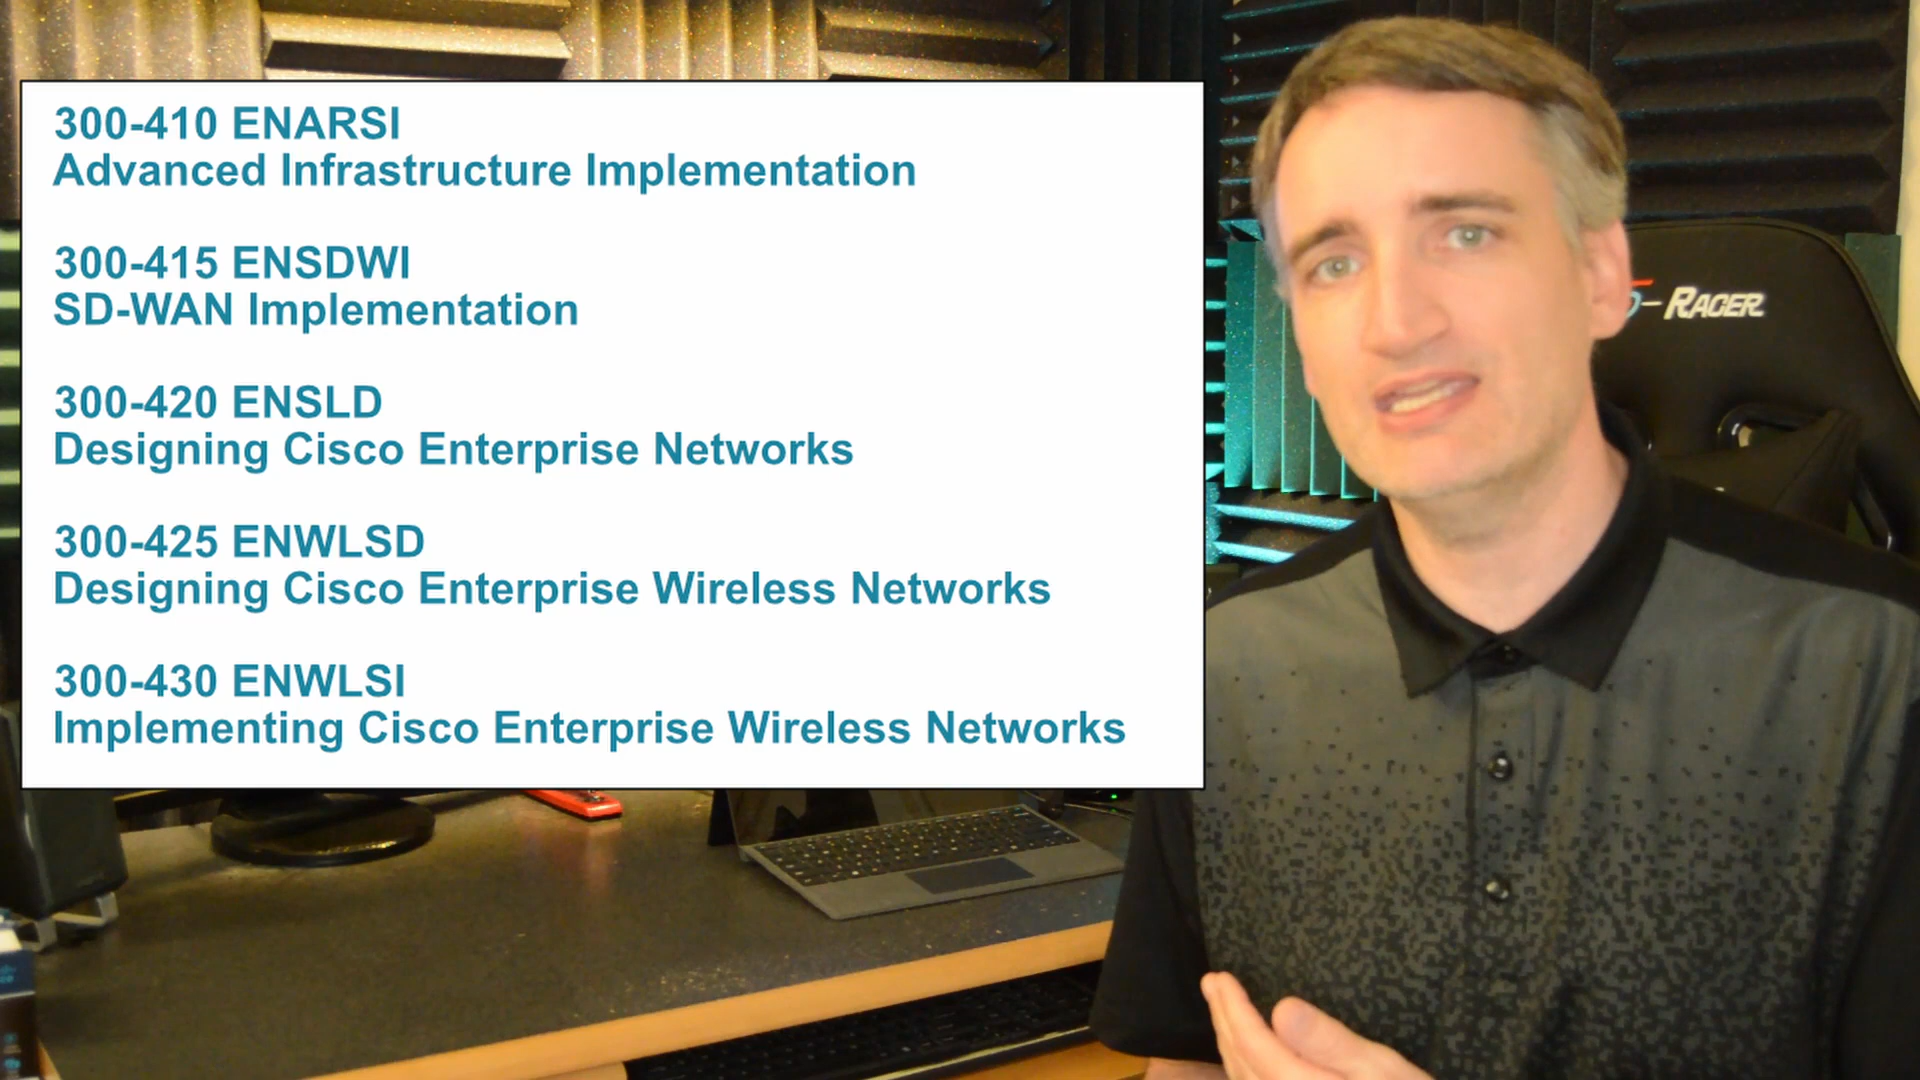 300-410 ENARSI
Advanced Infrastructure Implementation
300-415 ENSDWI
SD-WAN Implementation
300-420 ENSLD
Designing Cisco Enterprise Networks
300-425 ENWLSD
Designing Cisco Enterprise Wireless Networks
300-430 ENWLSI
Implementing Cisco Enterprise Wireless Networks
RACER